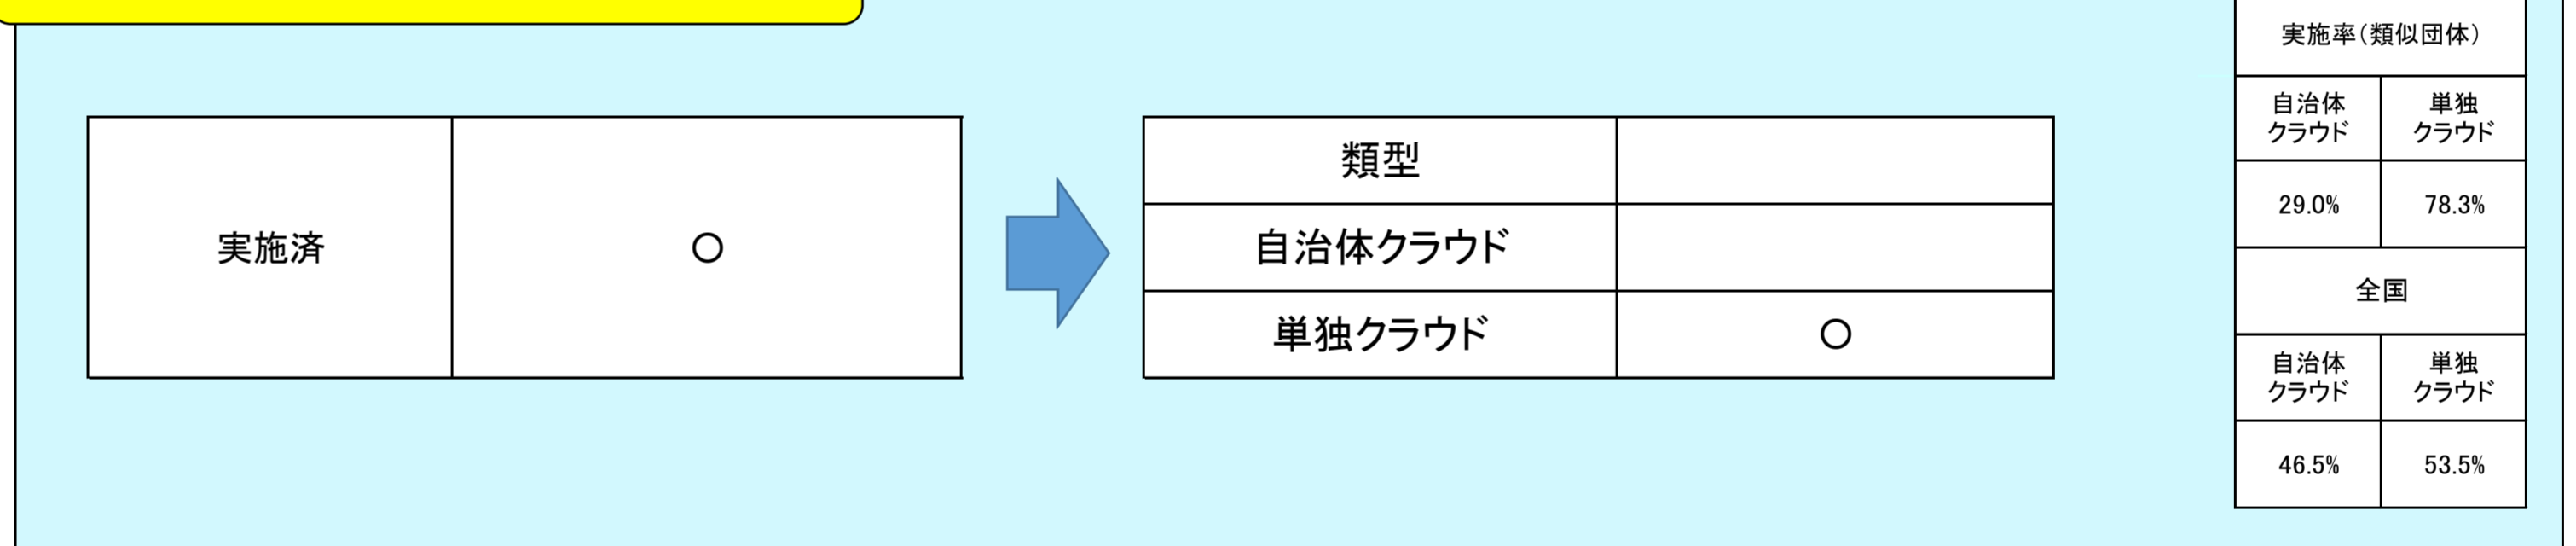 実施済
○
類型
自治体クラウド
単独クラウド
○
実施率(類似団体)
自治体
クラウド
単独
クラウド
29.0%
78.3%
全国
自治体
クラウド
単独
クラウド
46.5%
53.5%